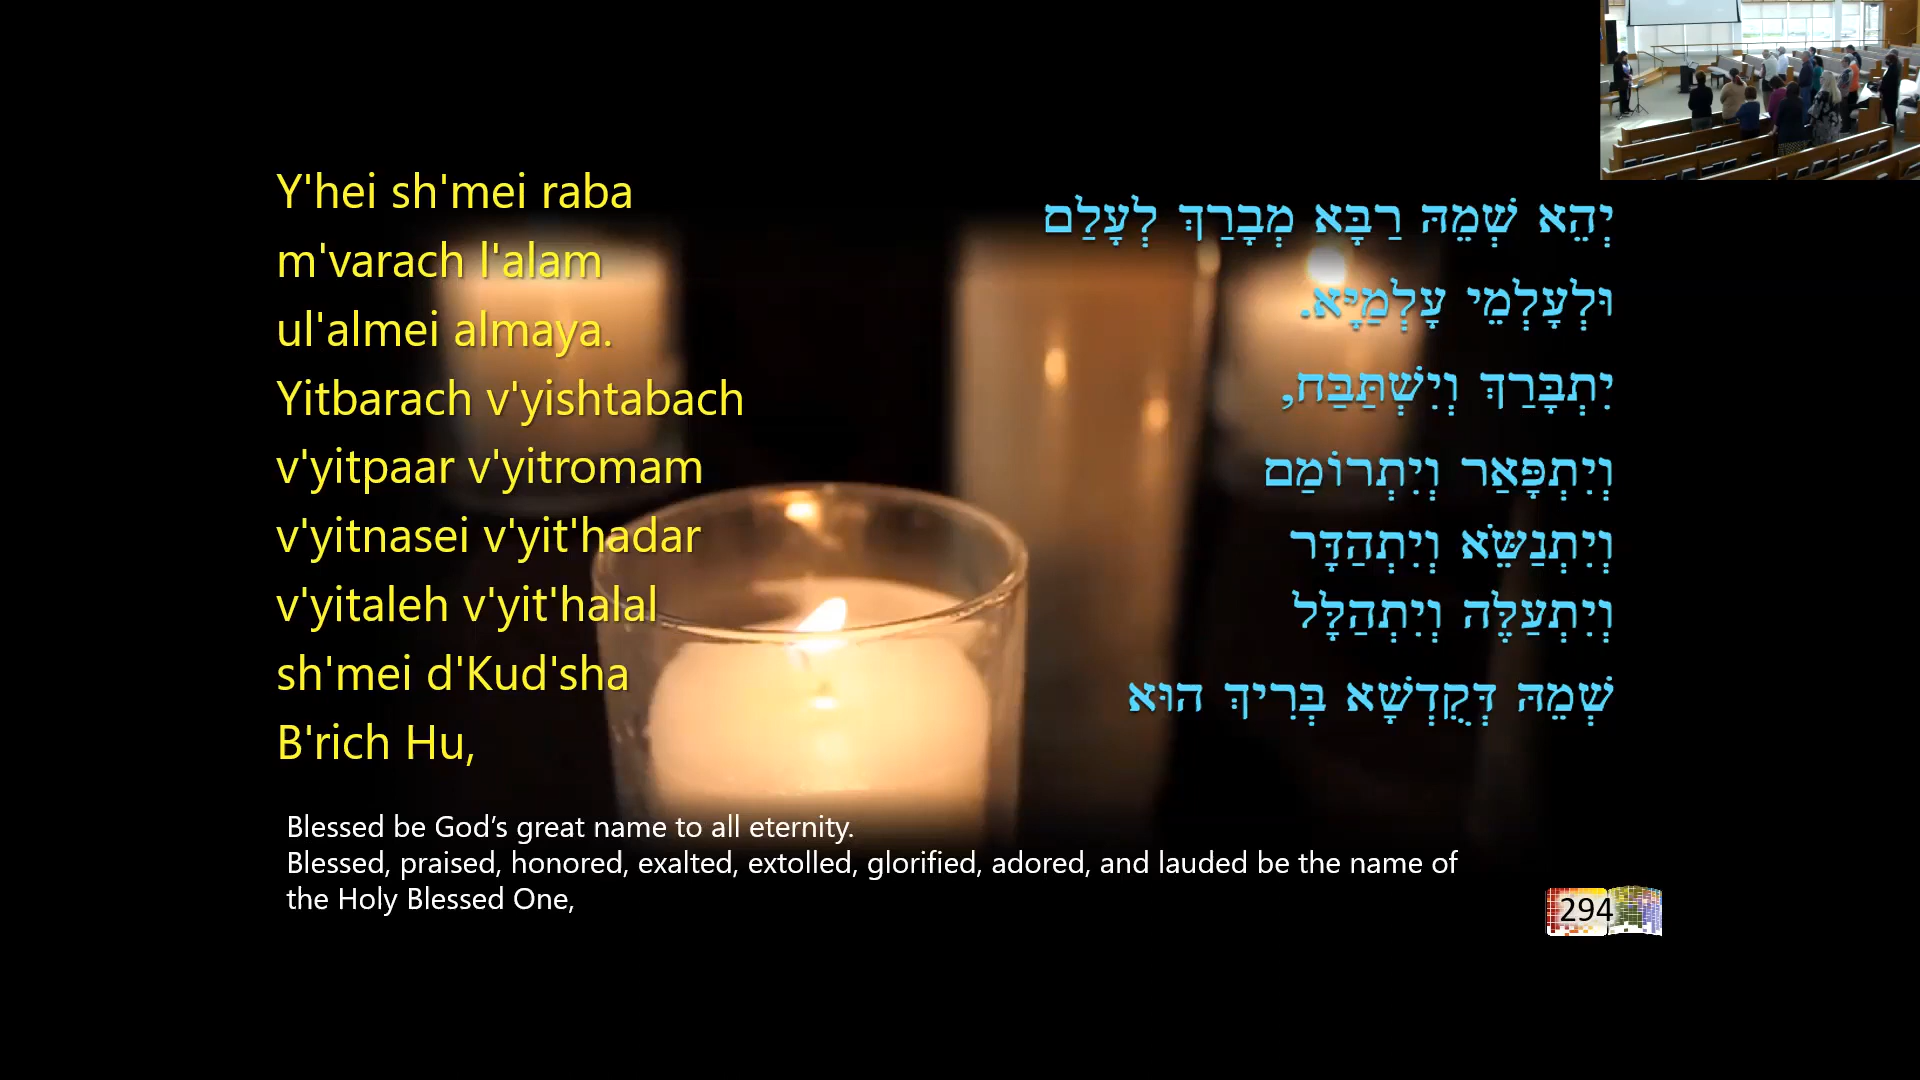 Y'hei sh'mei raba
m'varach l'alam
ul'almei almaya.
Yitbarach v'yishtabach
v'yitpaar v'yitromam
v'yitnasei v'yit'hadar
v'yitaleh v'yit'halal
sh'mei d'Kud'sha
B'rich Hu,
יְהֵא שְׁמֵהּ רַבָּא מְבָרַךְ לְעָלַם
וּלְעָלְמֵי עָלְמַיָּא.
יִתְבָּרַךְ וְיִשְׁתַּבַּח,
וְיִתְפָּאַר וְיִתְרוֹמַם
וְיִתְנַשֵּׂא וְיִתְהַדָּר
וְיִתְעַלֶּה וְיִתְהַלָּל
שְׁמֵהּ דְּקֻדְשָׁא בְּרִיךְ הוּא
Blessed be God’s great name to all eternity.
Blessed, praised, honored, exalted, extolled, glorified, adored, and lauded be the name of
the Holy Blessed One,
294